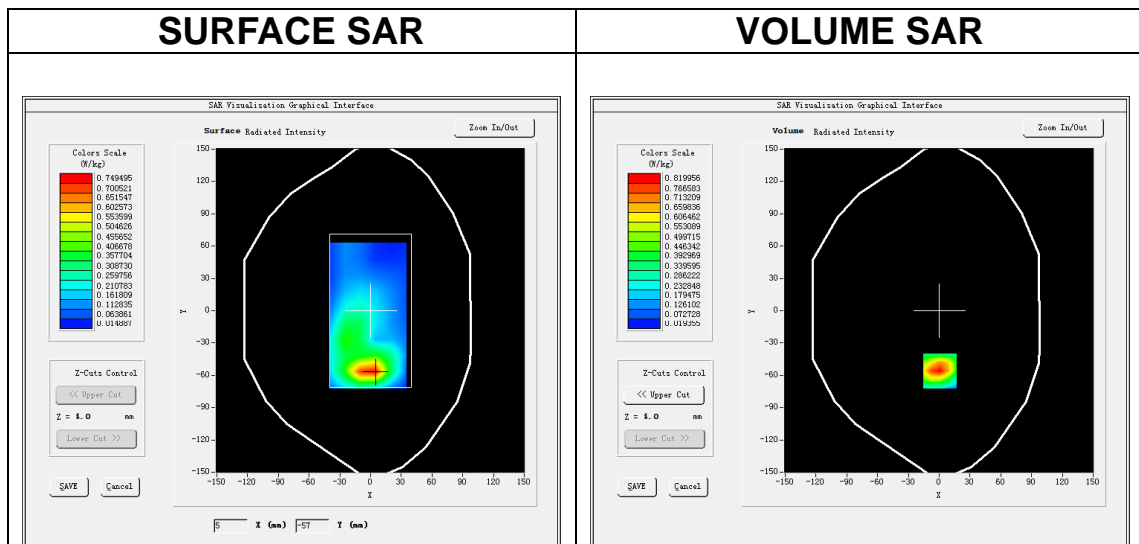 SURFACE SAR
VOLUME SAR
SAR Visualisation Graphical Interface
Surface Radiated Intensity
Zoom In/Out
Colors Scale
(W/kg)
0.749495
0.700521
0.651547
0.602573
0.553599
0.504626
0.455652
0.406678
0.357704
0.308730
0.259756
0.210783
0.161809
0.112835
0.063861
0.014887
150
120
90
60
30
0
-30
-60
-90
-120
-150
Y
-150 -120 -90 -60 -30 0 30 60 90 120 150
X
Z-Cuts Control
<< Upper Cut
Z = 4.0 mm
Lower Cut >>
SAVE Cancel
5 X (mm) -57 Y (mm)
SAR Visualisation Graphical Interface
Volume Radiated Intensity
Zoom In/Out
Colors Scale
(W/kg)
0.819956
0.766583
0.713209
0.659836
0.606462
0.553089
0.499715
0.446342
0.392969
0.339595
0.286222
0.232848
0.179475
0.126102
0.072728
0.019355
150
120
90
60
30
0
-30
-60
-90
-120
-150
Y
-150 -120 -90 -60 -30 0 30 60 90 120 150
X
Z-Cuts Control
<< Upper Cut
Z = 4.0 mm
Lower Cut >>
SAVE Cancel